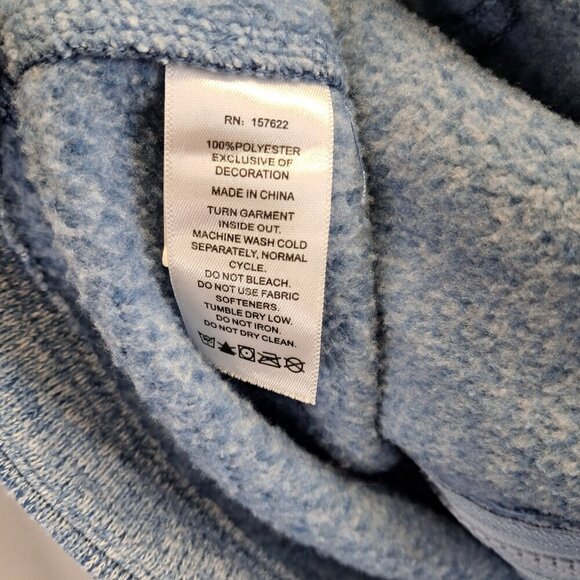 RN: 157622
100%POLYESTER
EXCLUSIVE OF
DECORATION
MADE IN CHINA
TURN GARMENT
INSIDE OUT.
MACHINE WASH COLD
SEPARATELY, NORMAL
CYCLE.
DO NOT BLEACH.
DO NOT USE FABRIC
SOFTENERS.
TUMBLE DRY LOW.
DO NOT IRON.
DO NOT DRY CLEAN.